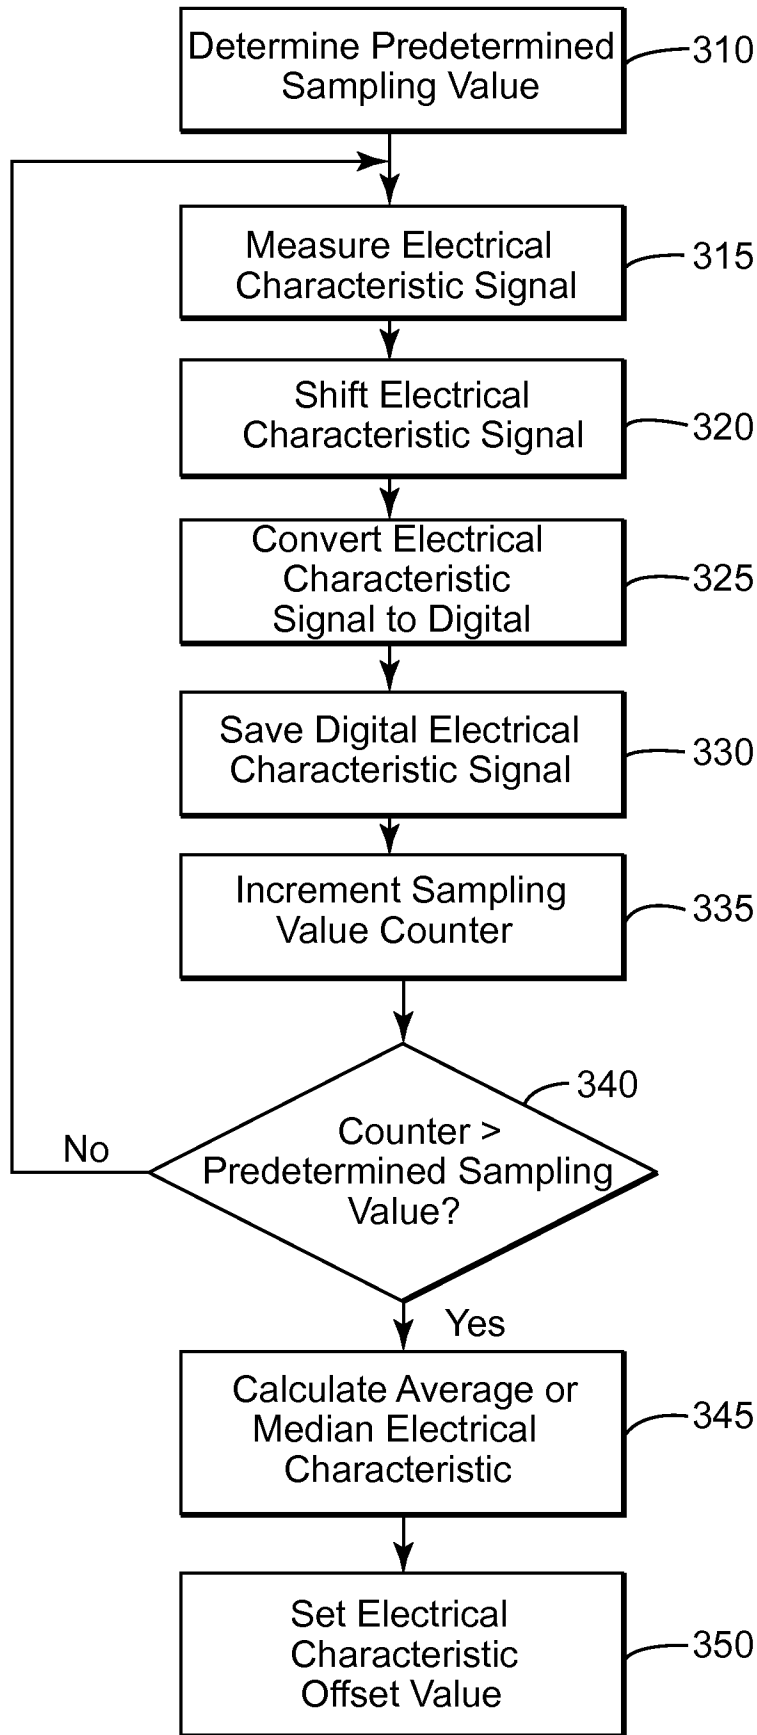 Determine Predetermined
Sampling Value
310
Measure Electrical
Characteristic Signal
315
Shift Electrical
Characteristic Signal
320
Convert Electrical
Characteristic
Signal to Digital
325
Save Digital Electrical
Characteristic Signal
330
Increment Sampling
Value Counter
335
340
Counter >
Predetermined Sampling
Value?
No
Yes
Calculate Average or
Median Electrical
Characteristic
345
Set Electrical
Characteristic
Offset Value
350